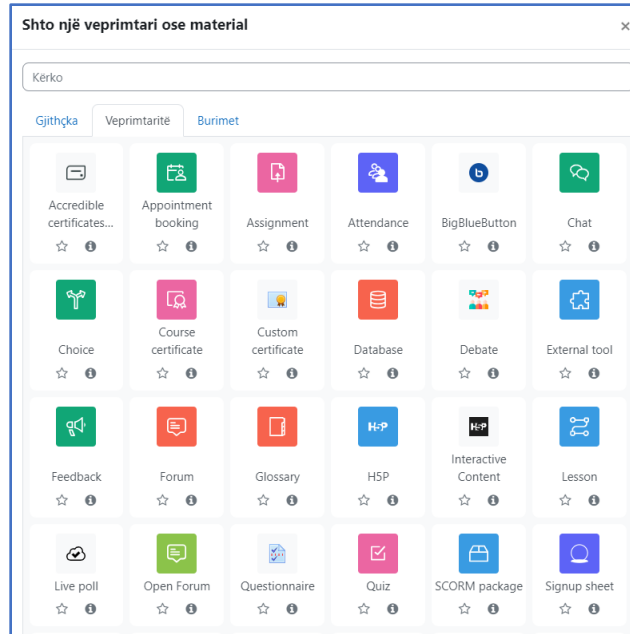 Shto një veprimtari ose material
×
Kërko
Gjithçka Veprimtaritë Burimet
Accredible certificates... Appointment booking Assignment Attendance BigBlueButton Chat
Choice Course certificate Custom certificate Database Debate External tool
H-P H5P
Feedback Forum Glossary H5P Interactive Content Lesson
Live poll Open Forum Questionnaire Quiz SCORM package Signup sheet